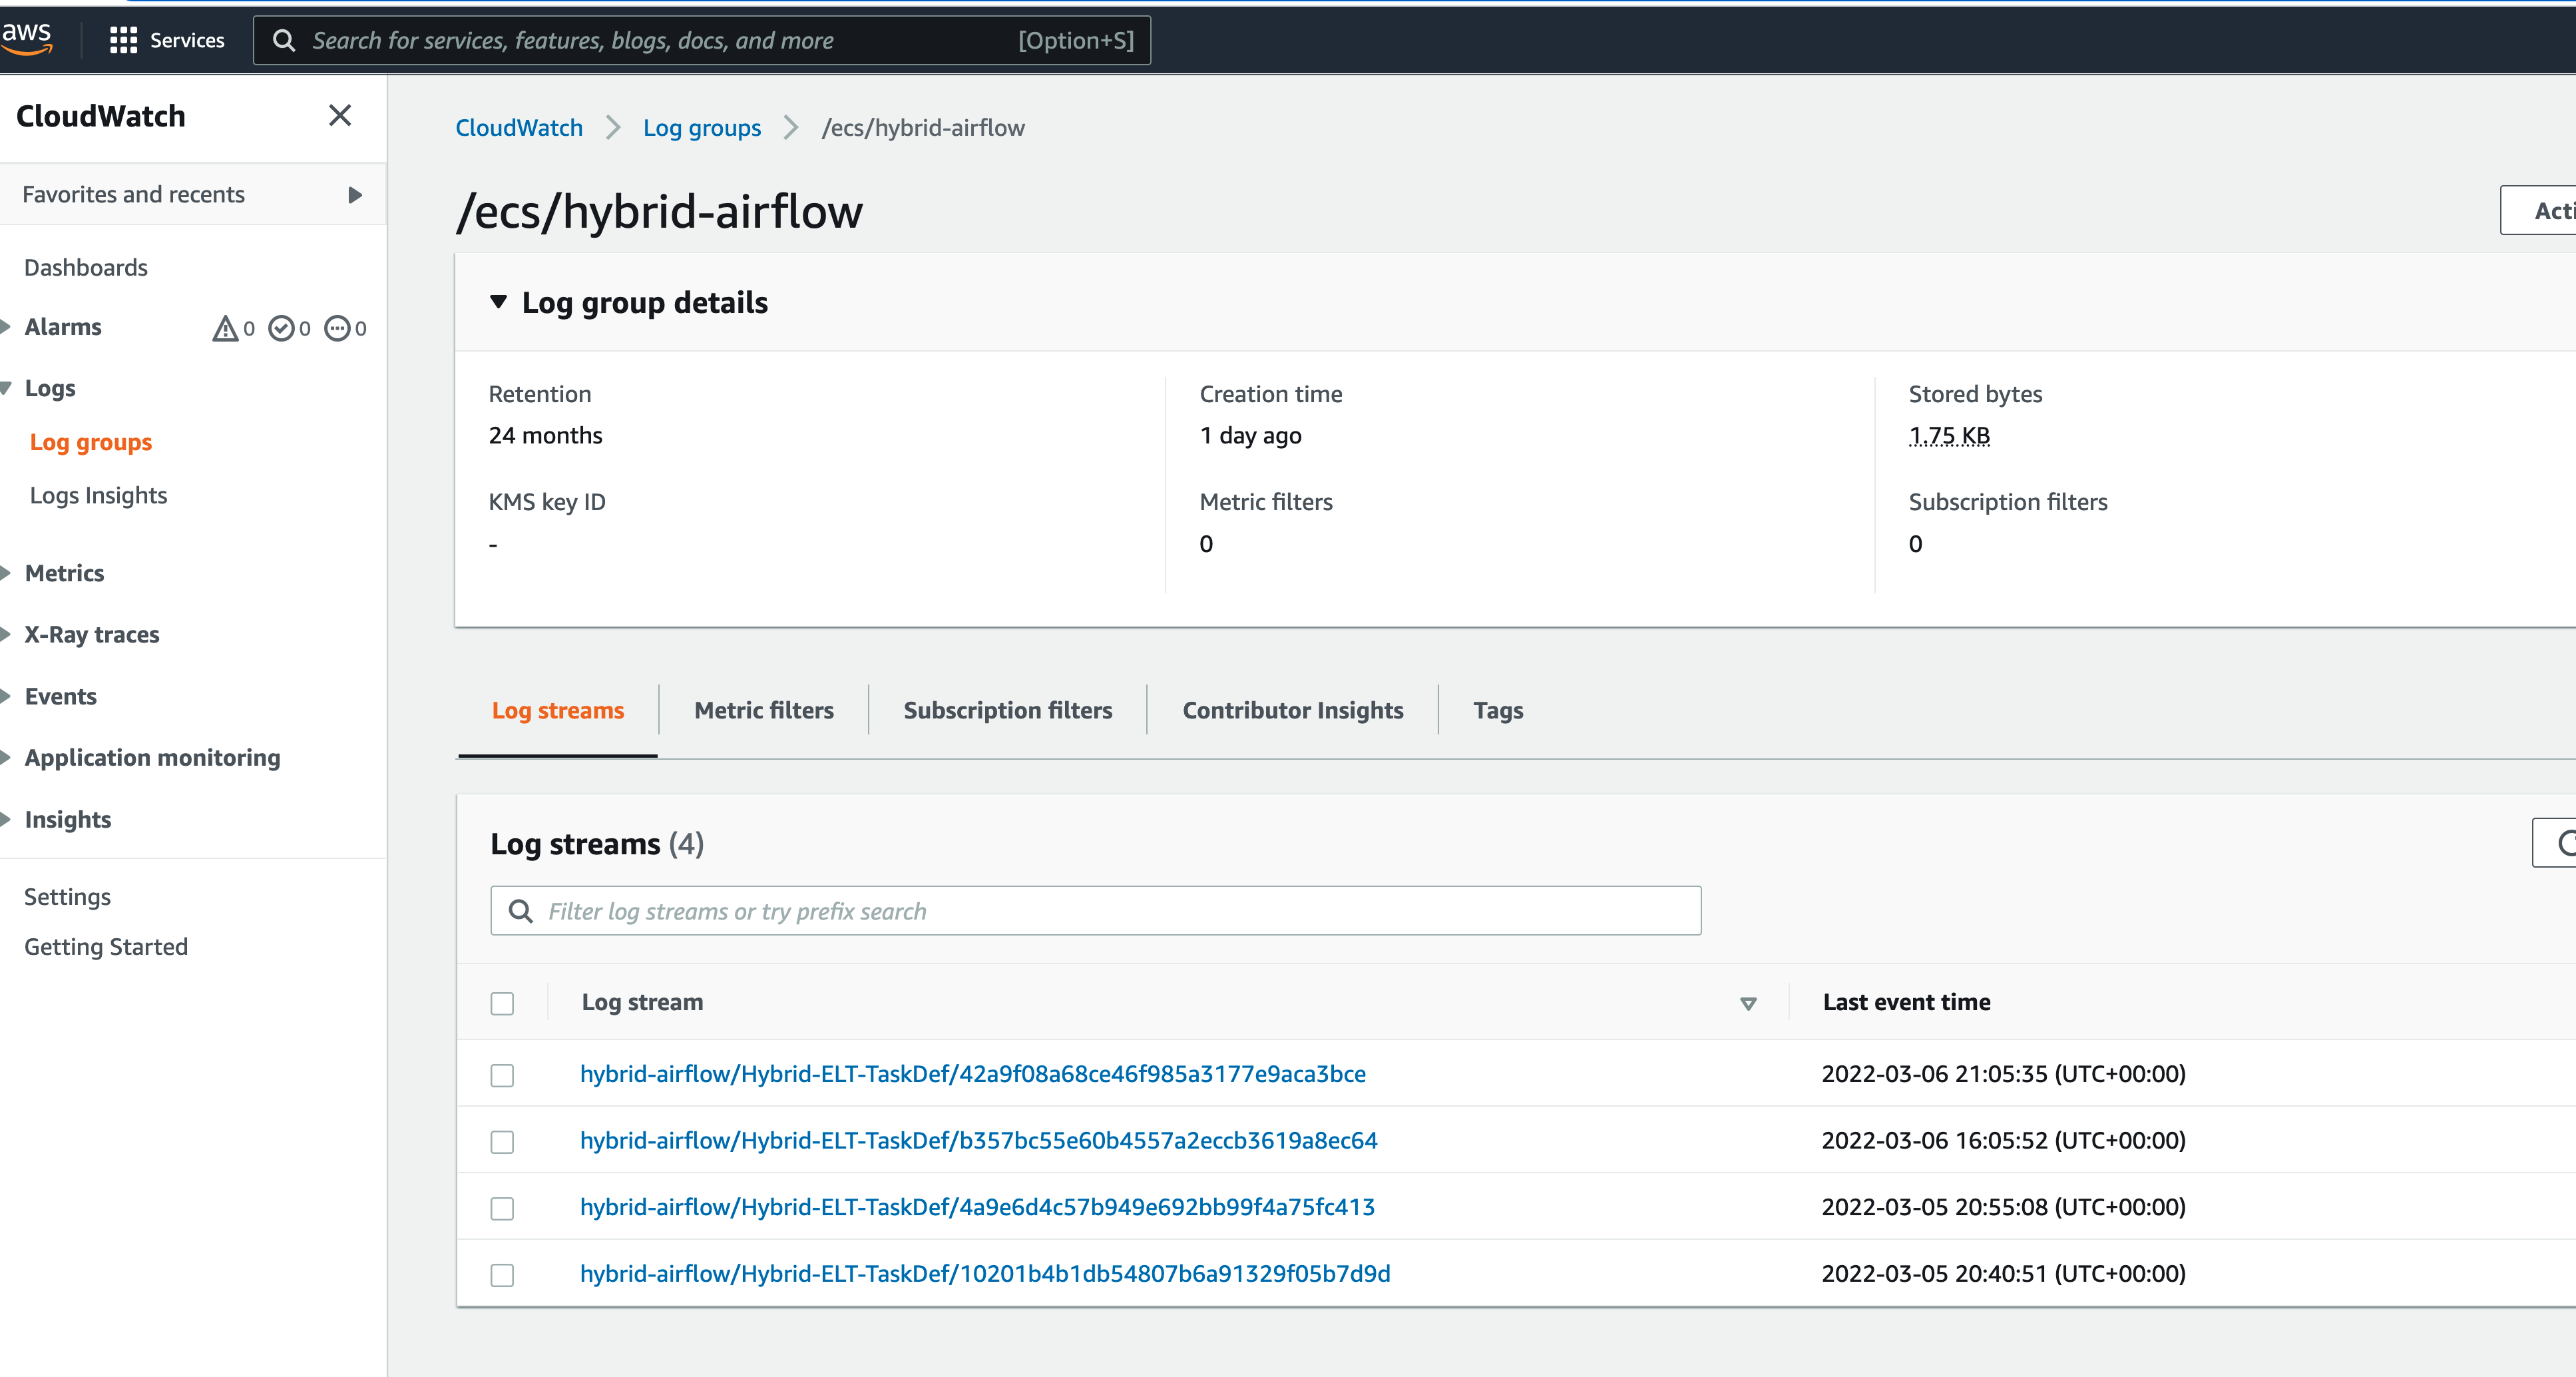 aws
Services
Search for services, features, blogs, docs, and more
[Option+S]
CloudWatch
Favorites and recents
Dashboards
Alarms 0 0 0
Logs
Log groups
Logs Insights
Metrics
X-Ray traces
Events
Application monitoring
Insights
Settings
Getting Started
CloudWatch Log groups /ecs/hybrid-airflow
/ecs/hybrid-airflow
Acti
Log group details
Retention
24 months
KMS key ID
-
Creation time
1 day ago
Metric filters
0
Stored bytes
1.75 KB
Subscription filters
0
Log streams Metric filters Subscription filters Contributor Insights Tags
Log streams (4)
Filter log streams or try prefix search
Log stream Last event time
hybrid-airflow/Hybrid-ELT-TaskDef/42a9f08a68ce46f985a3177e9aca3bce 2022-03-06 21:05:35 (UTC+00:00)
hybrid-airflow/Hybrid-ELT-TaskDef/b357bc55e60b4557a2eccb3619a8ec64 2022-03-06 16:05:52 (UTC+00:00)
hybrid-airflow/Hybrid-ELT-TaskDef/4a9e6d4c57b949e692bb99f4a75fc413 2022-03-05 20:55:08 (UTC+00:00)
hybrid-airflow/Hybrid-ELT-TaskDef/10201b4b1db54807b6a91329f05b7d9d 2022-03-05 20:40:51 (UTC+00:00)